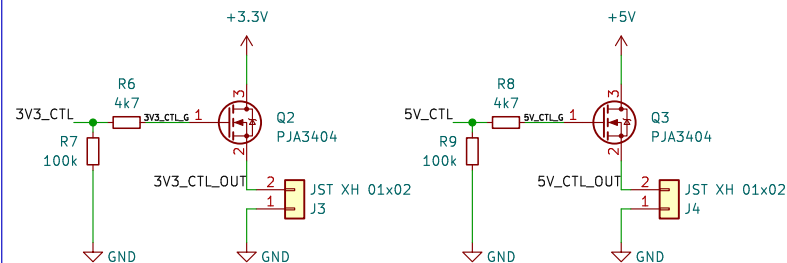 +3.3V
3
R6
4k7
3V3_CTL
3V3_CTL_G
1
Q2
PJA3404
R7
100k
2
3V3_CTL_OUT
2
JST XH 01x02
1
J3
GND
GND
+5V
3
R8
4k7
5V_CTL
5V_CTL_G
1
Q3
PJA3404
R9
100k
2
5V_CTL_OUT
2
JST XH 01x02
1
J4
GND
GND